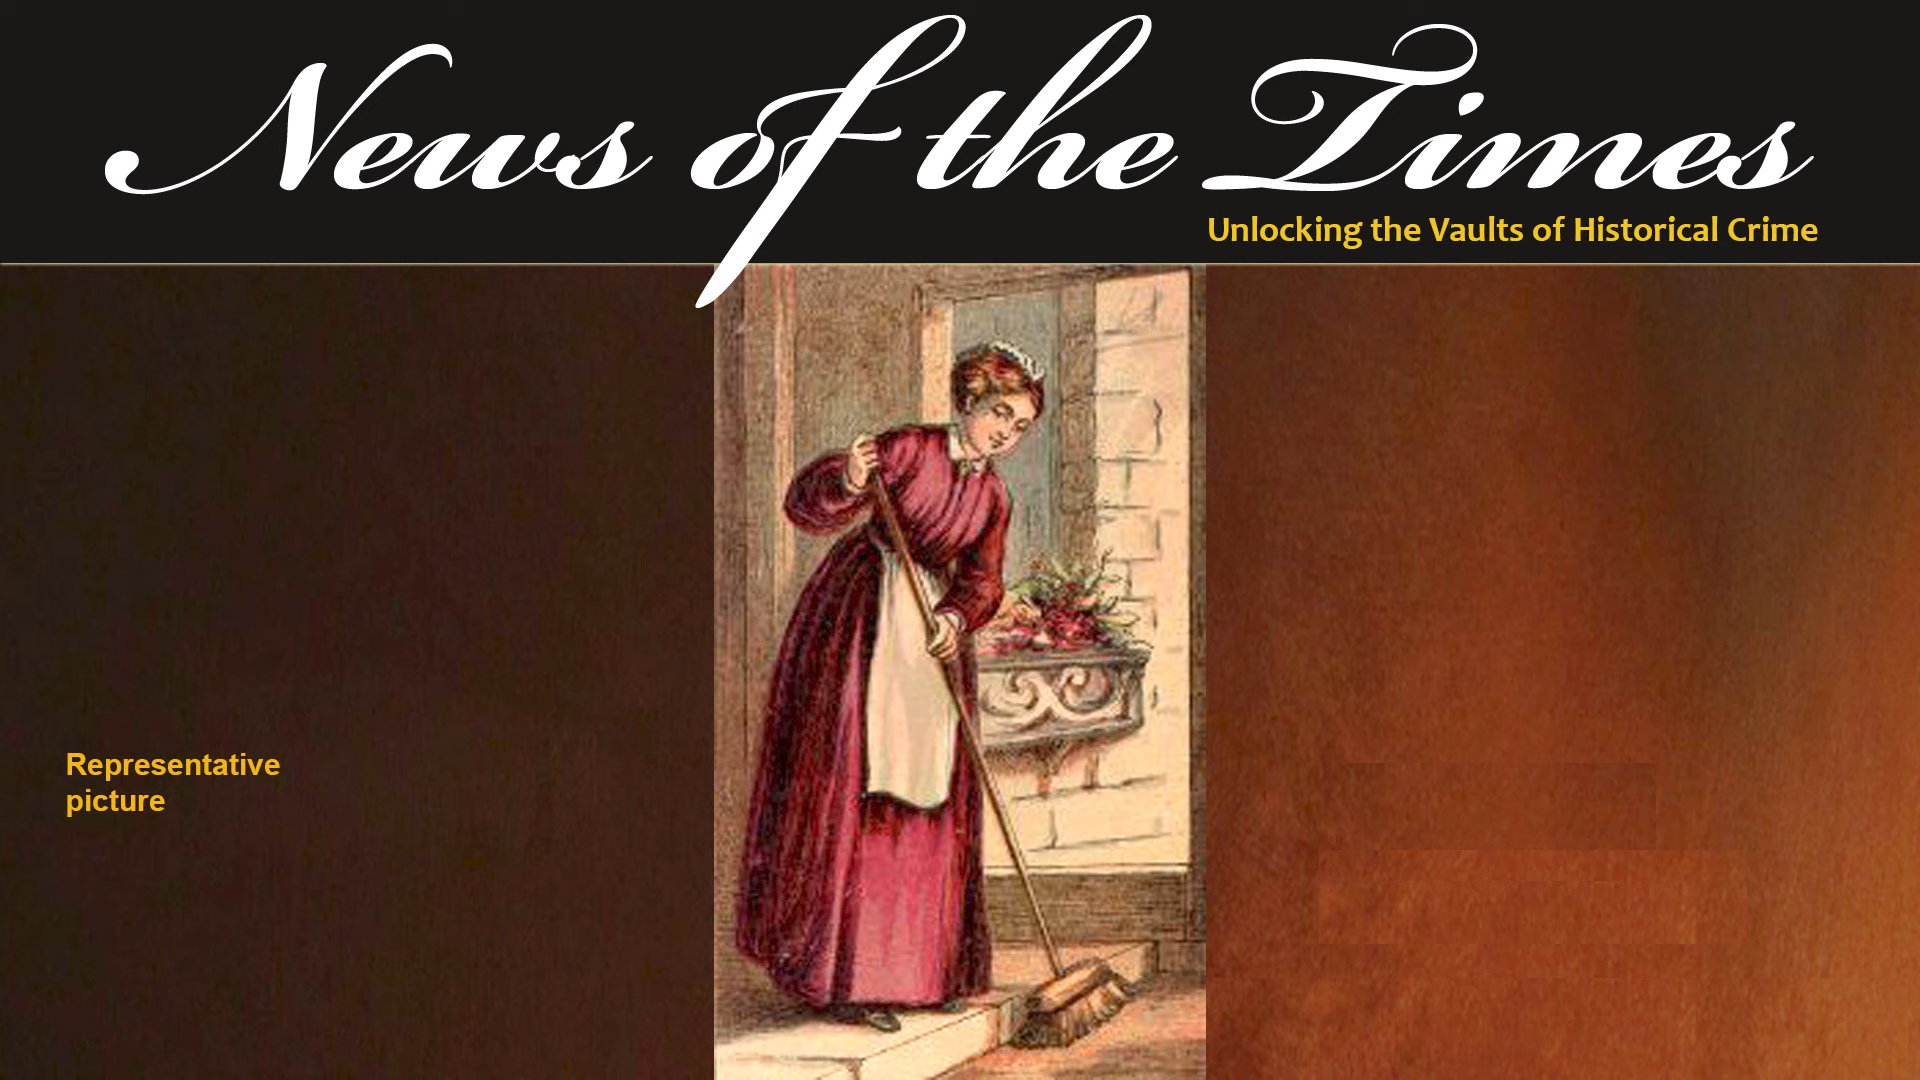 News of the Times
Unlocking the Vaults of Historical Crime
Representative
picture